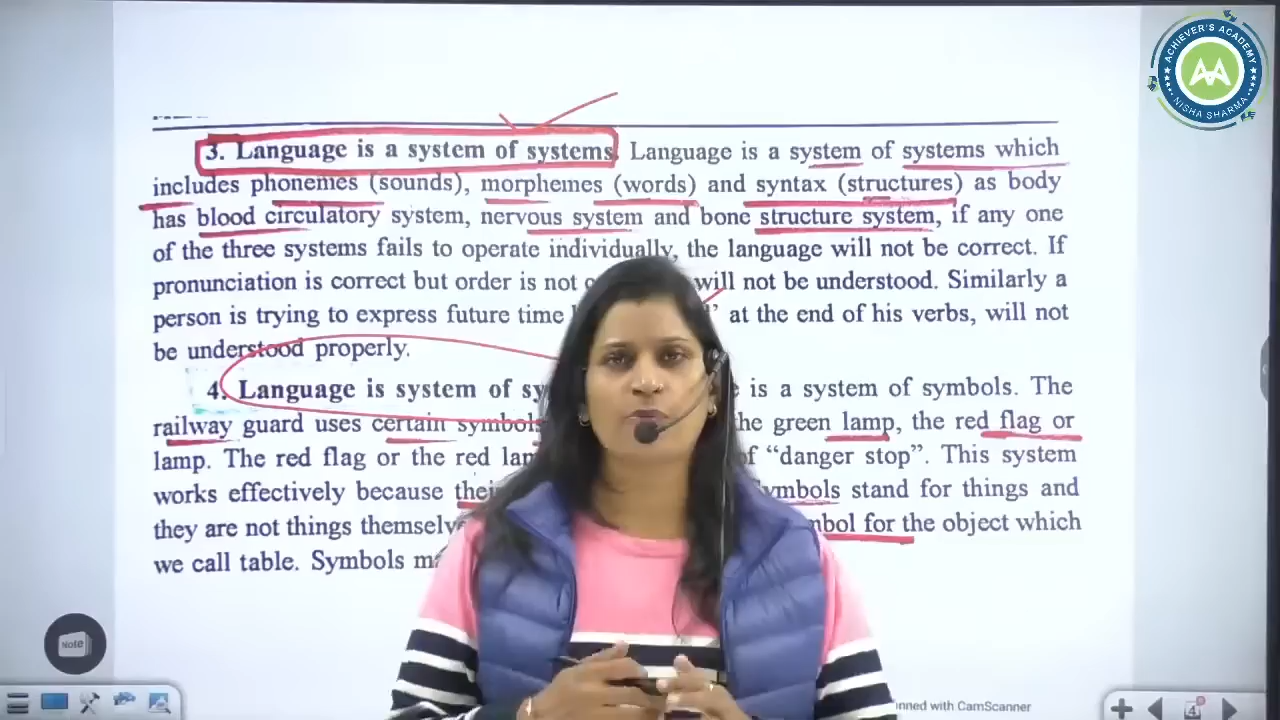 ACHIEVER'S ACADEMY
NISHA SHARMA
3. Language is a system of systems. Language is a system of systems which
includes phonemes (sounds), morphemes (words) and syntax (structures) as body
has blood circulatory system, nervous system and bone structure system, if any one
of the three systems fails to operate individually, the language will not be correct. If
pronunciation is correct but order is not will not be understood. Similarly a
person is trying to express future time at the end of his verbs, will not
be understood properly.
4. Language is system of is a system of symbols. The
railway guard uses certain symbols the green lamp, the red flag or
lamp. The red flag or the red of "danger stop". This system
works effectively because symbols stand for things and
they are not things for the object which
we call table. Symbols
Note
4
with CamScanner